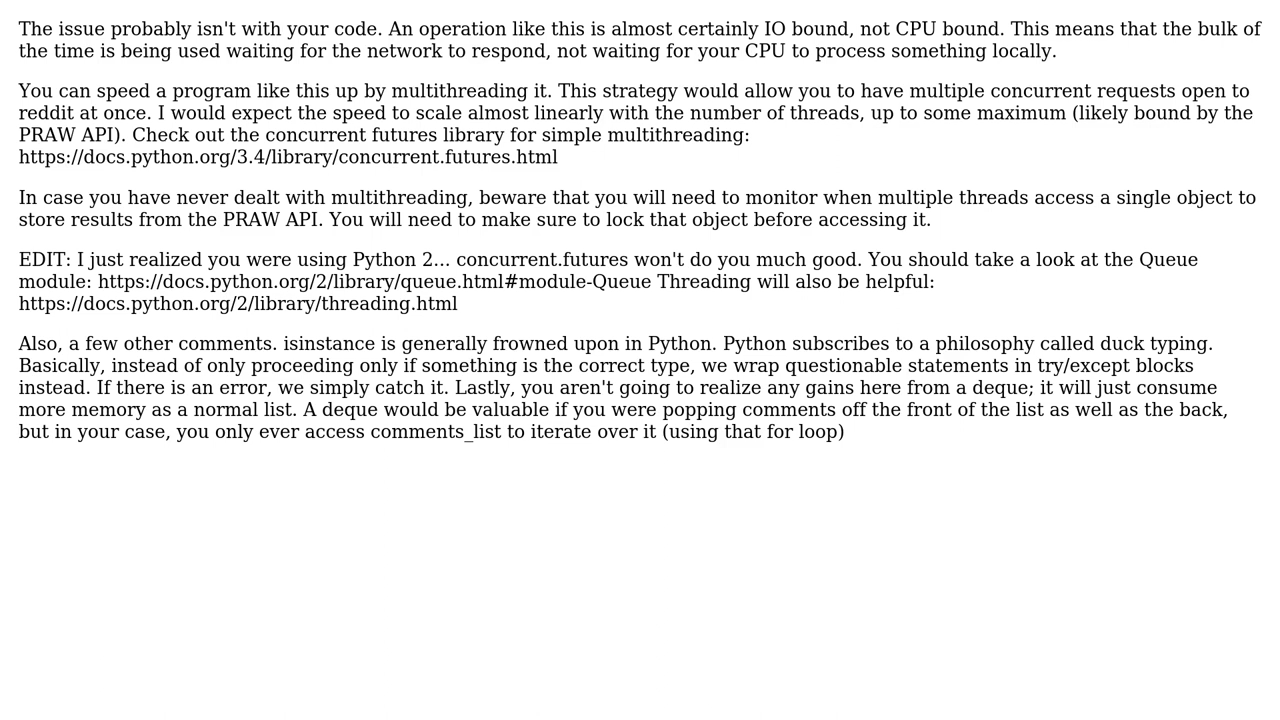 The issue probably isn't with your code. An operation like this is almost certainly IO bound, not CPU bound. This means that the bulk of
the time is being used waiting for the network to respond, not waiting for your CPU to process something locally.
You can speed a program like this up by multithreading it. This strategy would allow you to have multiple concurrent requests open to
reddit at once. I would expect the speed to scale almost linearly with the number of threads, up to some maximum (likely bound by the
PRAW API). Check out the concurrent futures library for simple multithreading:
https://docs.python.org/3.4/library/concurrent.futures.html
In case you have never dealt with multithreading, beware that you will need to monitor when multiple threads access a single object to
store results from the PRAW API. You will need to make sure to lock that object before accessing it.
EDIT: I just realized you were using Python 2... concurrent.futures won't do you much good. You should take a look at the Queue
module: https://docs.python.org/2/library/queue.html#module-Queue Threading will also be helpful:
https://docs.python.org/2/library/threading.html
Also, a few other comments. isinstance is generally frowned upon in Python. Python subscribes to a philosophy called duck typing.
Basically, instead of only proceeding only if something is the correct type, we wrap questionable statements in try/except blocks
instead. If there is an error, we simply catch it. Lastly, you aren't going to realize any gains here from a deque; it will just consume
more memory as a normal list. A deque would be valuable if you were popping comments off the front of the list as well as the back,
but in your case, you only ever access comments_list to iterate over it (using that for loop)